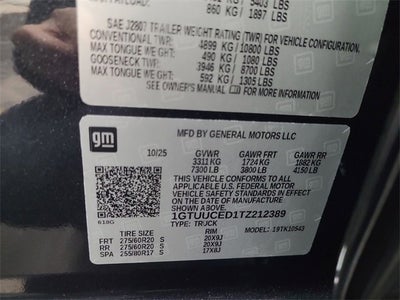 860 KG / 1897 LBS
SAE J2807 TRAILER WEIGHT RATING (TWR) FOR VEHICLE CONFIGURATION.
CONVENTIONAL TWR: 4899 KG / 10800 LBS
MAX TONGUE WEIGHT: 490 KG / 1080 LBS
GOOSENECK TWR: 3946 KG / 8700 LBS
MAX TONGUE WEIGHT: 592 KG / 1305 LBS
SEE OWNER'S MANUAL FOR
gm
MFD BY GENERAL MOTORS LLC
10/25 GVWR GAWR FRT GAWR RR
3311 KG 1724 KG 1882 KG
7300 LB 3800 LB 4150 LB
THIS VEHICLE CONFORMS TO ALL
APPLICABLE U.S. FEDERAL MOTOR
VEHICLE SAFETY STANDARDS IN
EFFECT ON THE DATE OF
MANUFACTURE SHOWN ABOVE.
1GTUUCED1TZ212389
618G
TYPE: TRUCK
MODEL: 19TK10543
TIRE SIZE RIM
FRT 275/60R20 S 20X9J
RR 275/60R20 S 20X9J
SPA 255/80R17 S 17X8J